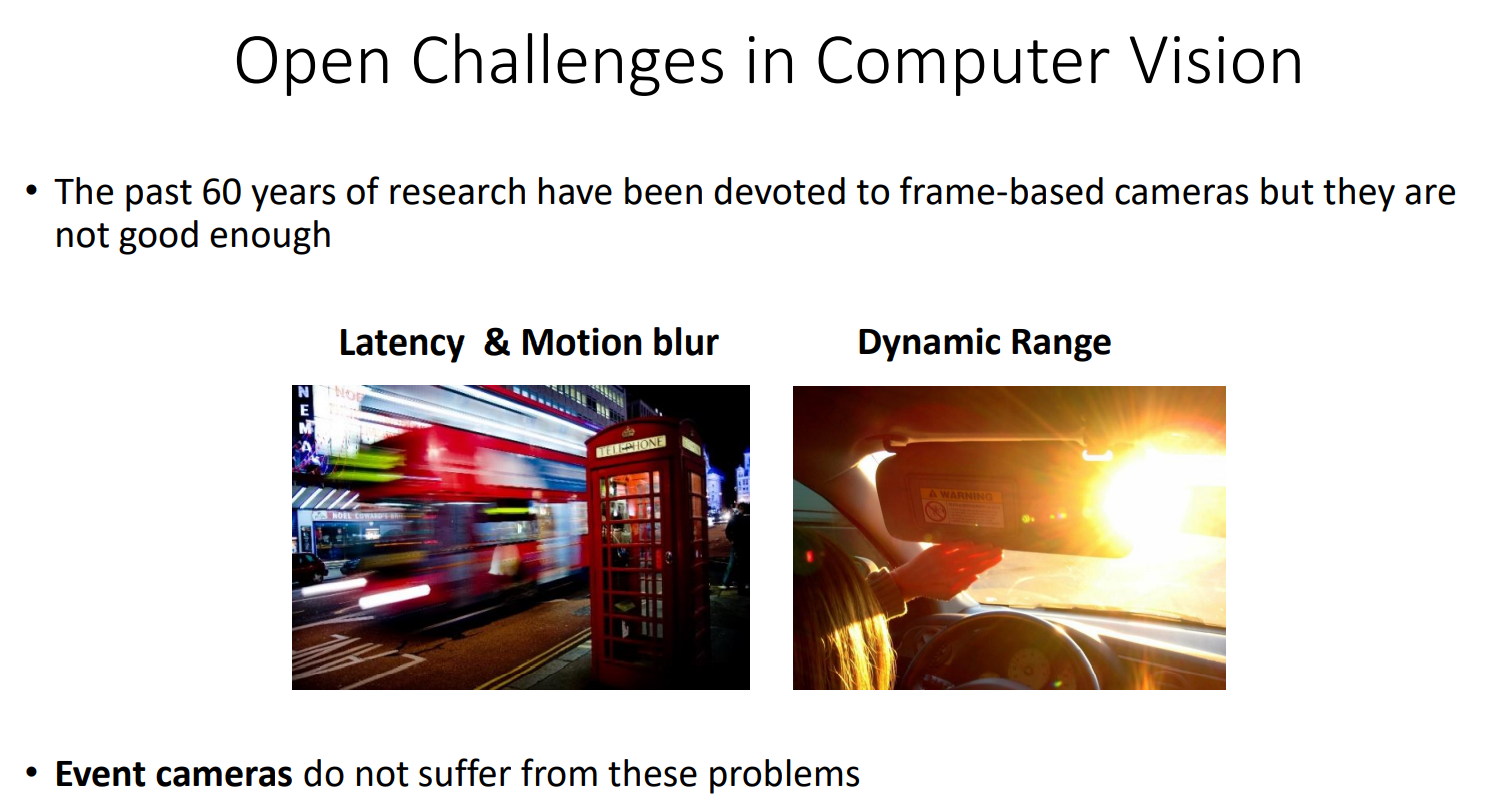 Open Challenges in Computer Vision
• The past 60 years of research have been devoted to frame-based cameras but they are
not good enough
Latency & Motion blur
Dynamic Range
NEMA
TELEPHONE
NOEL COWARD'S
WARNING
• Event cameras do not suffer from these problems